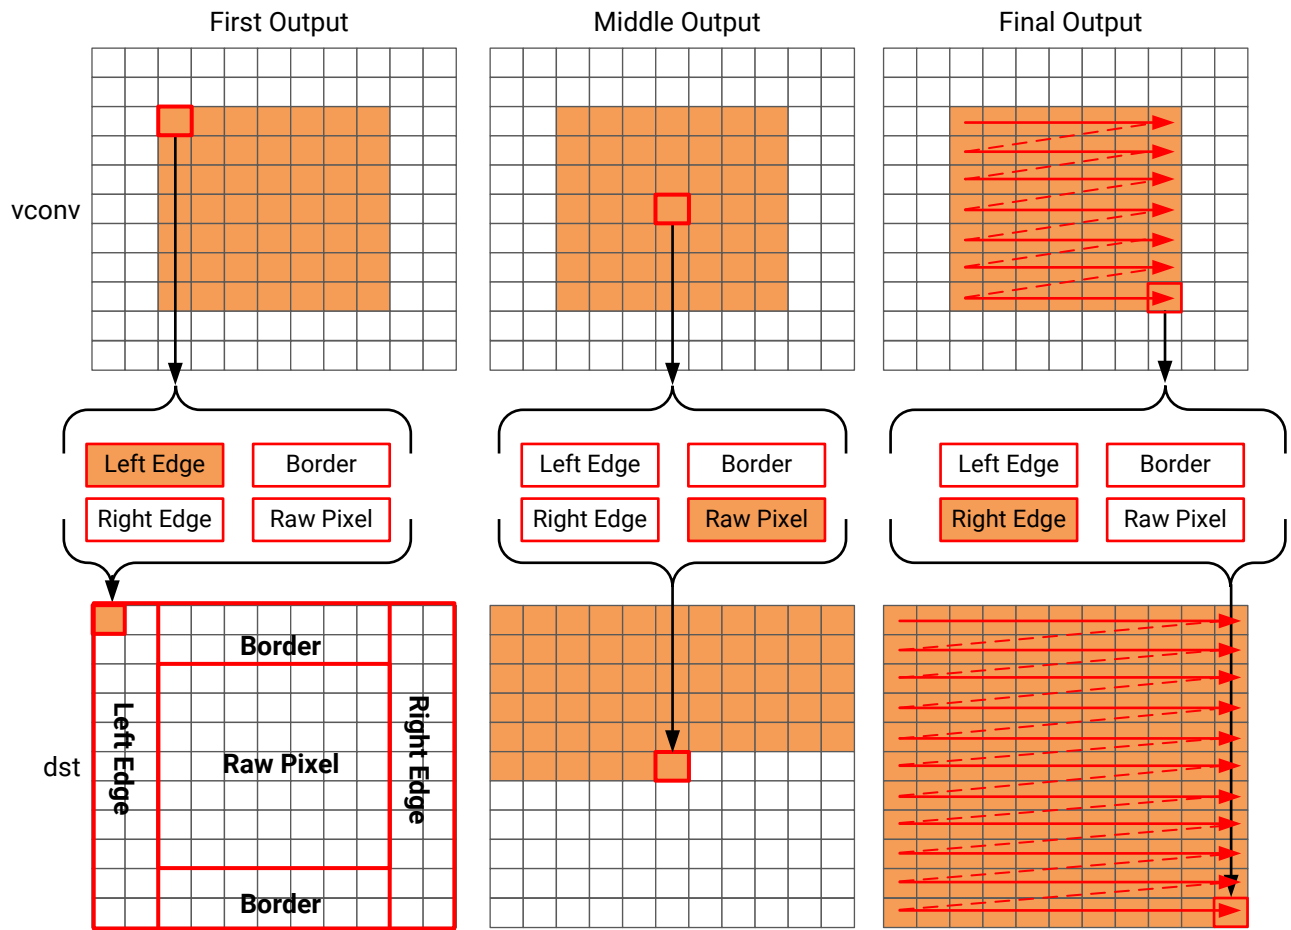 First Output
Middle Output
Final Output
vconv
Left Edge
Border
Right Edge
Raw Pixel
Left Edge
Border
Right Edge
Raw Pixel
Left Edge
Border
Right Edge
Raw Pixel
dst
Border
Left Edge
Raw Pixel
Right Edge
Border